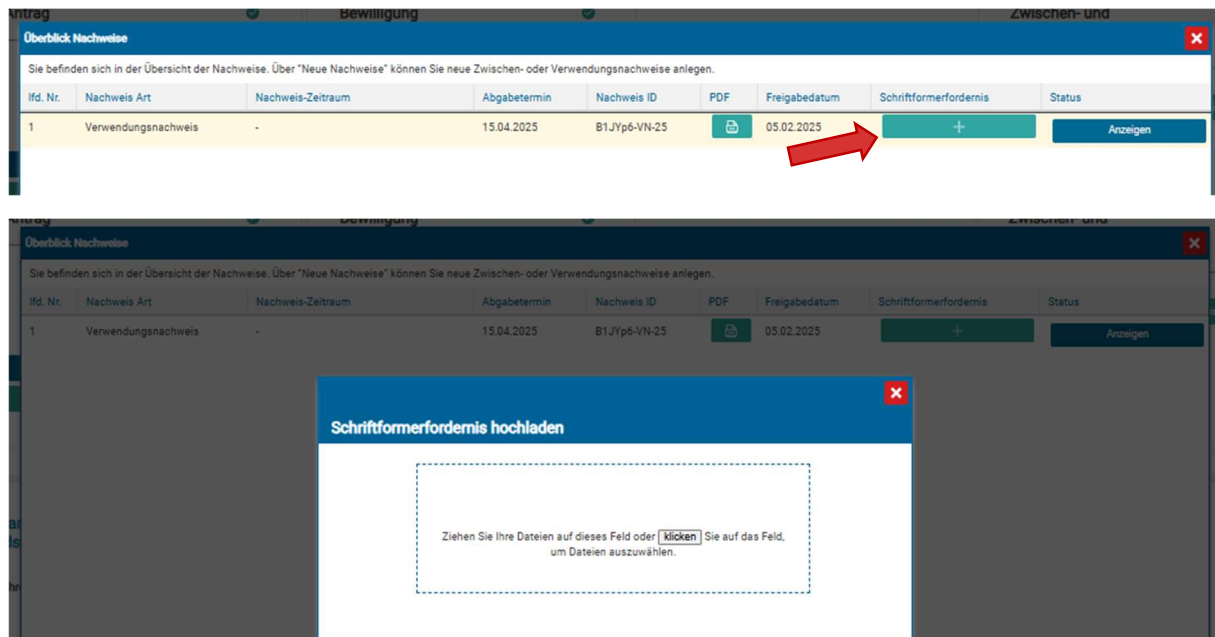 Antrag Bewilligung Zwischen- und
Überblick Nachweise
Sie befinden sich in der Übersicht der Nachweise. Über "Neue Nachweise" können Sie neue Zwischen- oder Verwendungsnachweise anlegen.
lfd. Nr. Nachweis Art Nachweis-Zeitraum Abgabetermin Nachweis ID PDF Freigabedatum Schriftformerfordernis Status
1 Verwendungsnachweis - 15.04.2025 B1JYp6-VN-25 05.02.2025 + Anzeigen
Antrag Bewilligung Zwischen- und
Überblick Nachweise
Sie befinden sich in der Übersicht der Nachweise. Über "Neue Nachweise" können Sie neue Zwischen- oder Verwendungsnachweise anlegen.
lfd. Nr. Nachweis Art Nachweis-Zeitraum Abgabetermin Nachweis ID PDF Freigabedatum Schriftformerfordernis Status
1 Verwendungsnachweis - 15.04.2025 B1JYp6-VN-25 05.02.2025 + Anzeigen
Schriftformerfordernis hochladen
Ziehen Sie Ihre Dateien auf dieses Feld oder klicken Sie auf das Feld,
um Dateien auszuwählen.